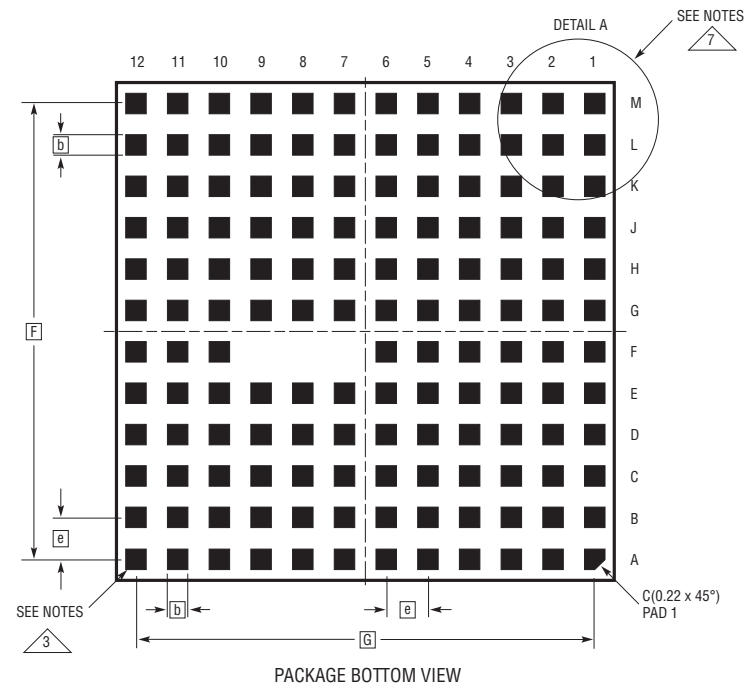 DETAIL A
SEE NOTES
7
12 11 10 9 8 7 6 5 4 3 2 1
M
b
L
K
J
H
G
F
F
E
D
C
B
e
A
SEE NOTES
3
b
e
C(0.22 x 45°)
PAD 1
G
PACKAGE BOTTOM VIEW